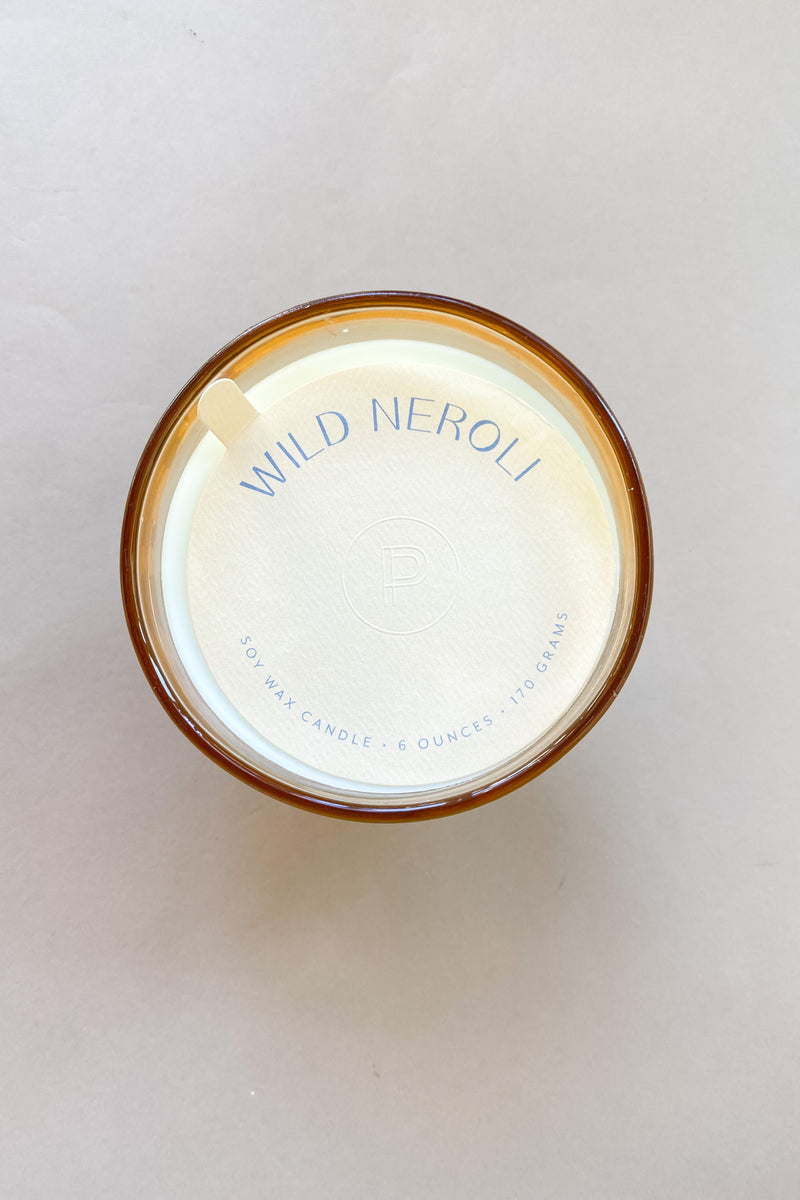 WILD NEROLI
P
SOY WAX CANDLE • 6 OUNCES • 170 GRAMS